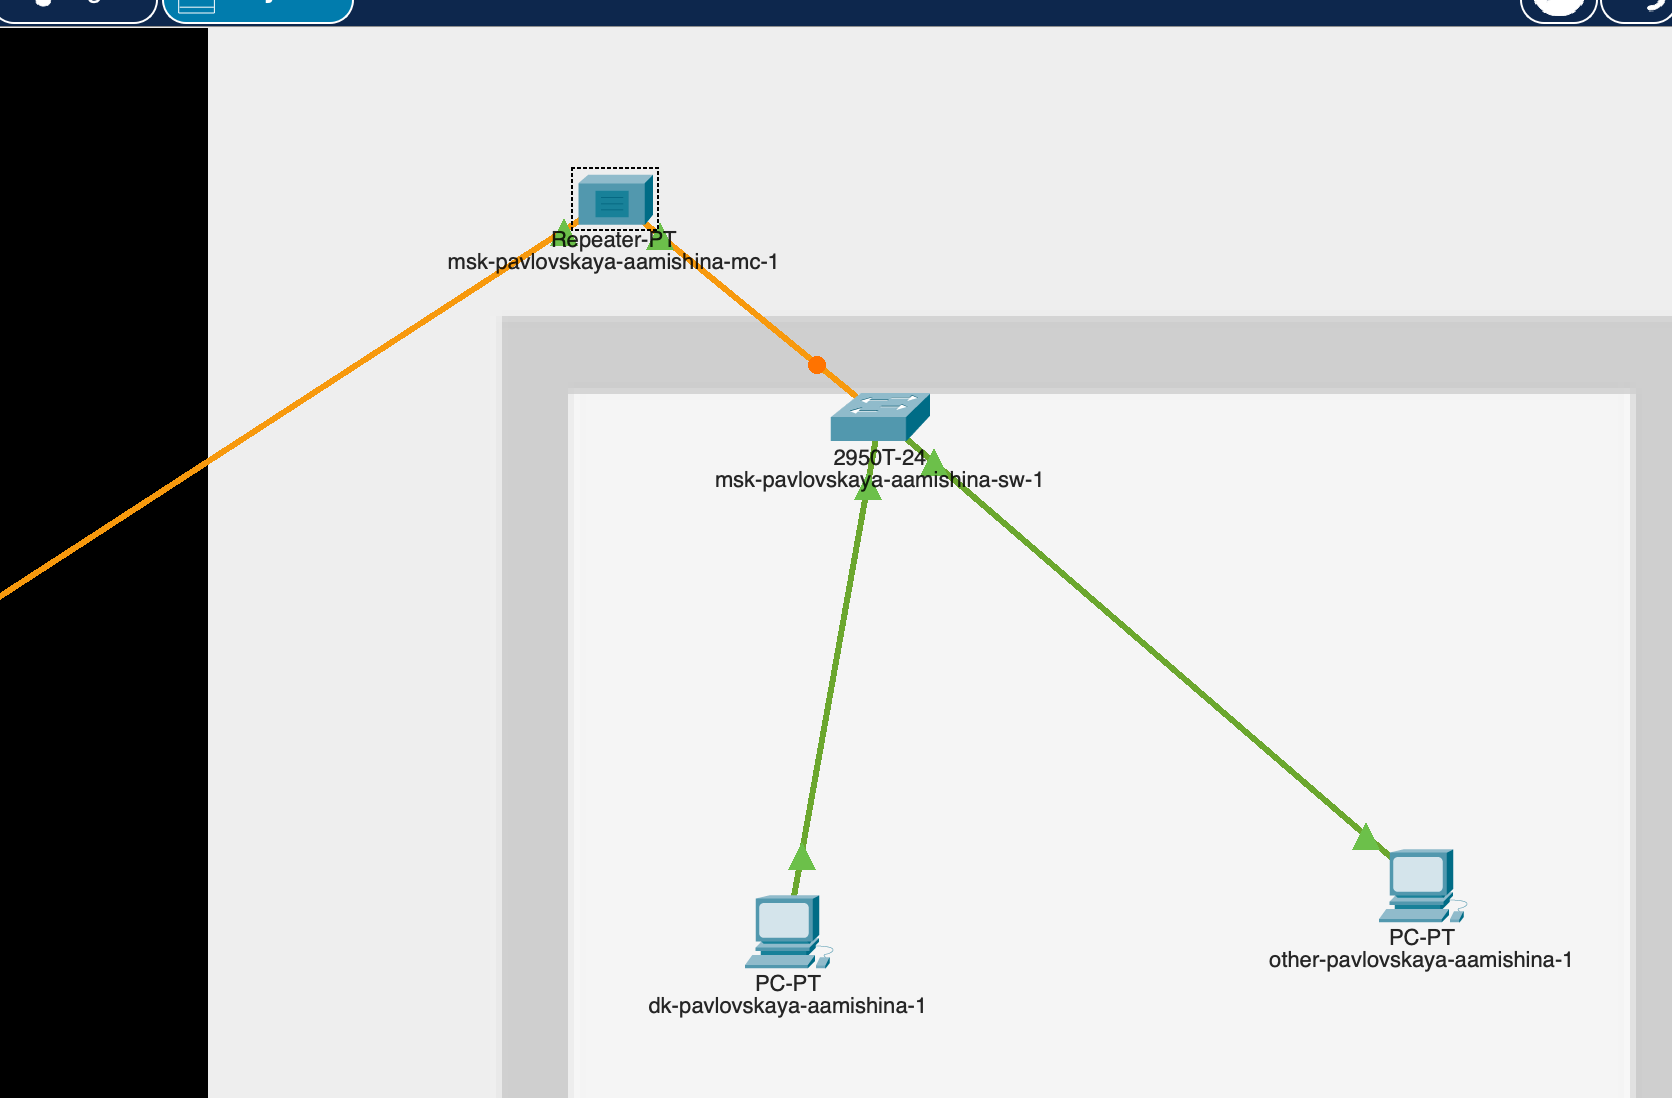 Repeater-PT
msk-pavlovskaya-aamishina-mc-1
2950T-24
msk-pavlovskaya-aamishina-sw-1
PC-PT
other-pavlovskaya-aamishina-1
PC-PT
dk-pavlovskaya-aamishina-1